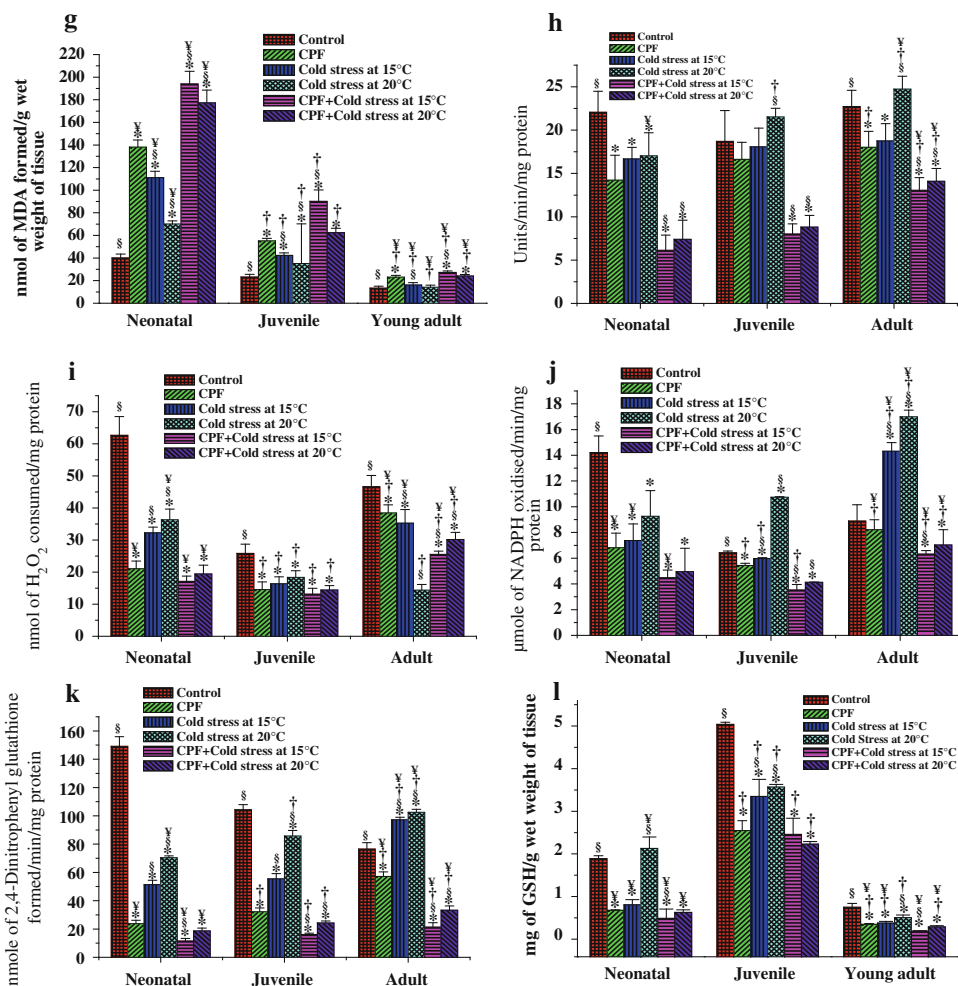 g
Control
CPF
Cold stress at 15°C
Cold stress at 20°C
CPF+Cold stress at 15°C
CPF+Cold stress at 20°C
nmol of MDA formed/g wet
weight of tissue
220
200
180
160
140
120
100
80
60
40
20
0
Neonatal Juvenile Young adult
h
Control
CPF
Cold stress at 15°C
Cold stress at 20°C
CPF+Cold stress at 15°C
CPF+Cold stress at 20°C
Units/min/mg protein
25
20
15
10
5
0
Neonatal Juvenile Adult
i
Control
CPF
Cold stress at 15°C
Cold stress at 20°C
CPF+Cold stress at 15°C
CPF+Cold stress at 20°C
nmol of H2O2 consumed/mg protein
70
60
50
40
30
20
10
0
Neonatal Juvenile Adult
j
Control
CPF
Cold stress at 15°C
Cold stress at 20°C
CPF+Cold stress at 15°C
CPF+Cold stress at 20°C
µmole of NADPH oxidised/min/mg
protein
18
16
14
12
10
8
6
4
2
0
Neonatal Juvenile Adult
k
Control
CPF
Cold stress at 15°C
Cold stress at 20°C
CPF+Cold stress at 15°C
CPF+Cold stress at 20°C
nmole of 2,4-Dinitrophenyl glutathione
formed/min/mg protein
160
140
120
100
80
60
40
20
0
Neonatal Juvenile Adult
l
Control
CPF
Cold stress at 15°C
Cold Stress at 20°C
CPF+Cold stress at 15°C
CPF+Cold stress at 20°C
mg of GSH/g wet weight of tissue
5
4
3
2
1
0
Neonatal Juvenile Young adult